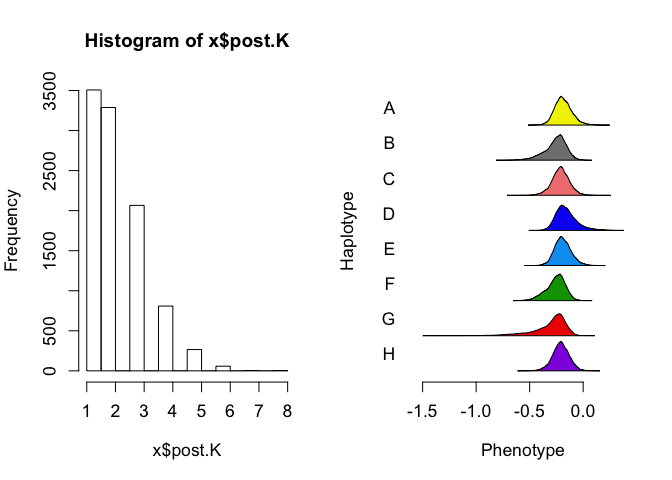 Histogram of x$post.K
Frequency
0
500
1500
2500
3500
1 2 3 4 5 6 7 8
x$post.K
Haplotype
A
B
C
D
E
F
G
H
-1.5 -1.0 -0.5 0.0
Phenotype